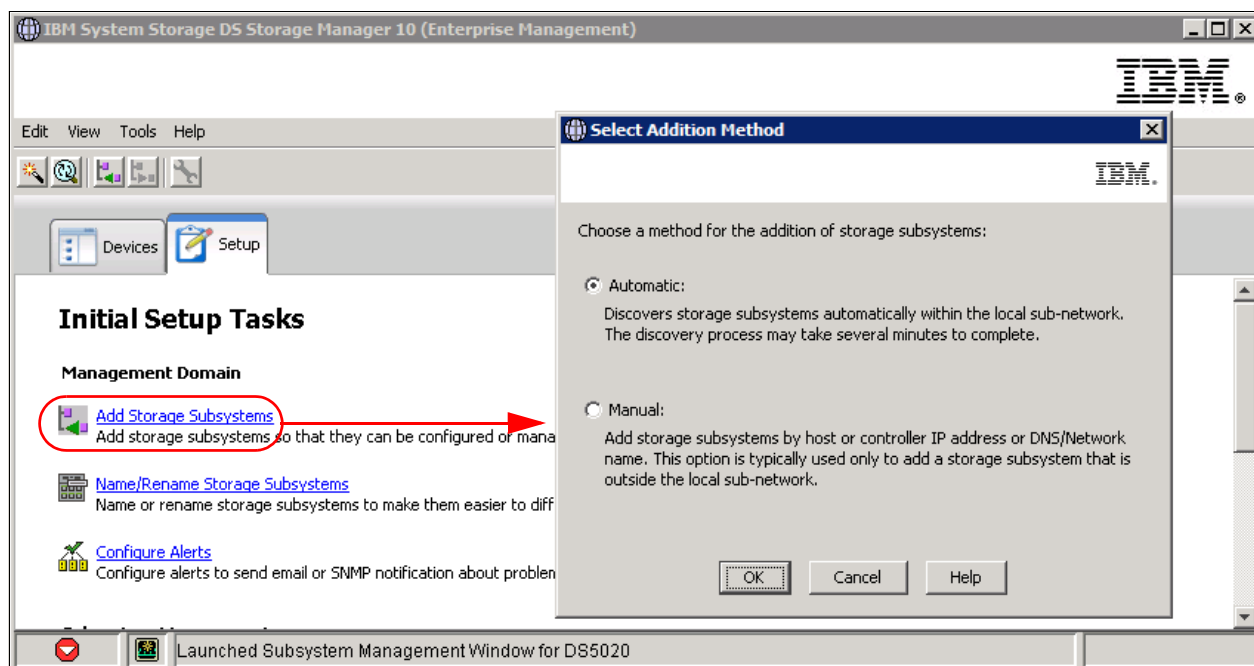 IBM System Storage DS Storage Manager 10 (Enterprise Management)
IBM®
Edit View Tools Help
Devices
Setup
Initial Setup Tasks
Management Domain
Add Storage Subsystems
Add storage subsystems so that they can be configured or mana
Name/Rename Storage Subsystems
Name or rename storage subsystems to make them easier to diff
Configure Alerts
Configure alerts to send email or SNMP notification about problen
Launched Subsystem Management Window for DS5020
Select Addition Method
IBM.
Choose a method for the addition of storage subsystems:
Automatic:
Discovers storage subsystems automatically within the local sub-network.
The discovery process may take several minutes to complete.
Manual:
Add storage subsystems by host or controller IP address or DNS/Network
name. This option is typically used only to add a storage subsystem that is
outside the local sub-network.
OK Cancel Help